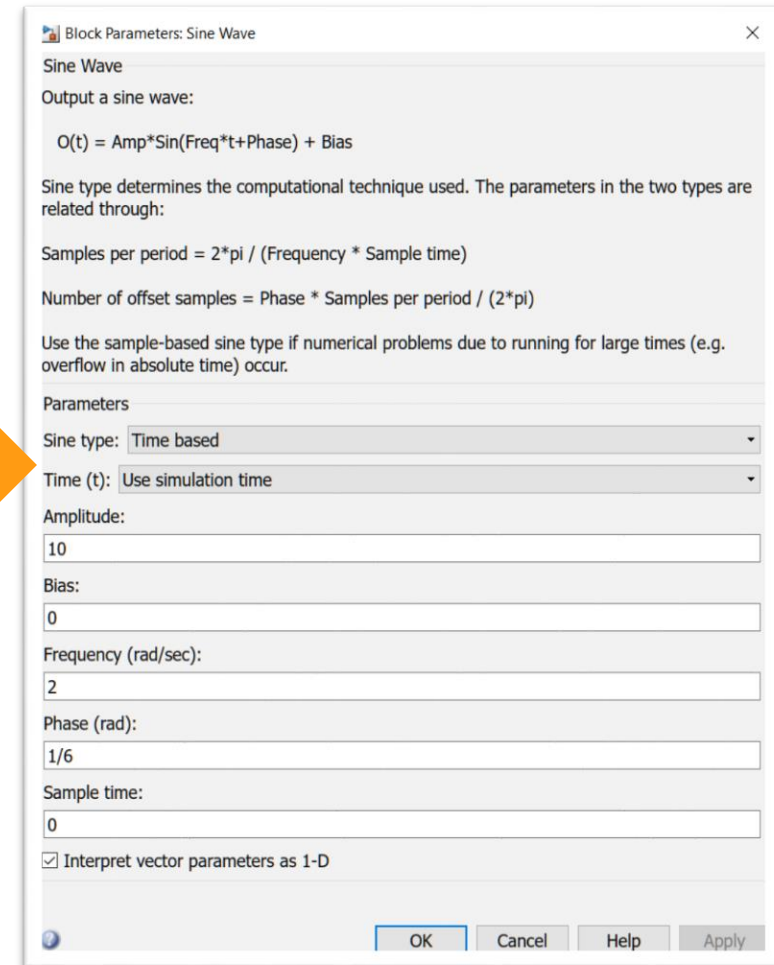 Block Parameters: Sine Wave
Sine Wave
Output a sine wave:
O(t) = Amp*Sin(Freq*t+Phase) + Bias
Sine type determines the computational technique used. The parameters in the two types are
related through:
Samples per period = 2*pi / (Frequency * Sample time)
Number of offset samples = Phase * Samples per period / (2*pi)
Use the sample-based sine type if numerical problems due to running for large times (e.g.
overflow in absolute time) occur.
Parameters
Sine type: Time based
Time (t): Use simulation time
Amplitude:
10
Bias:
0
Frequency (rad/sec):
2
Phase (rad):
1/6
Sample time:
0
Interpret vector parameters as 1-D
OK Cancel Help Apply